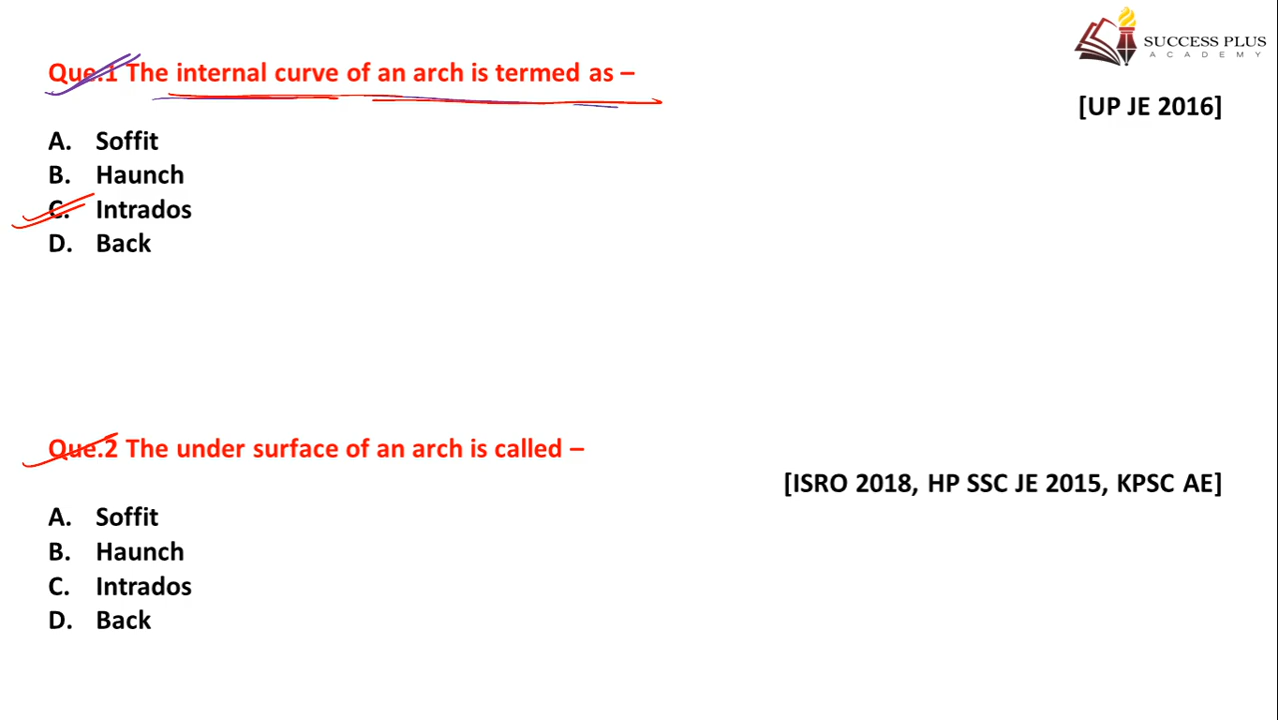 SUCCESS PLUS
ACADEMY
Que.1 The internal curve of an arch is termed as –
[UP JE 2016]
A. Soffit
B. Haunch
C. Intrados
D. Back
Que.2 The under surface of an arch is called –
[ISRO 2018, HP SSC JE 2015, KPSC AE]
A. Soffit
B. Haunch
C. Intrados
D. Back